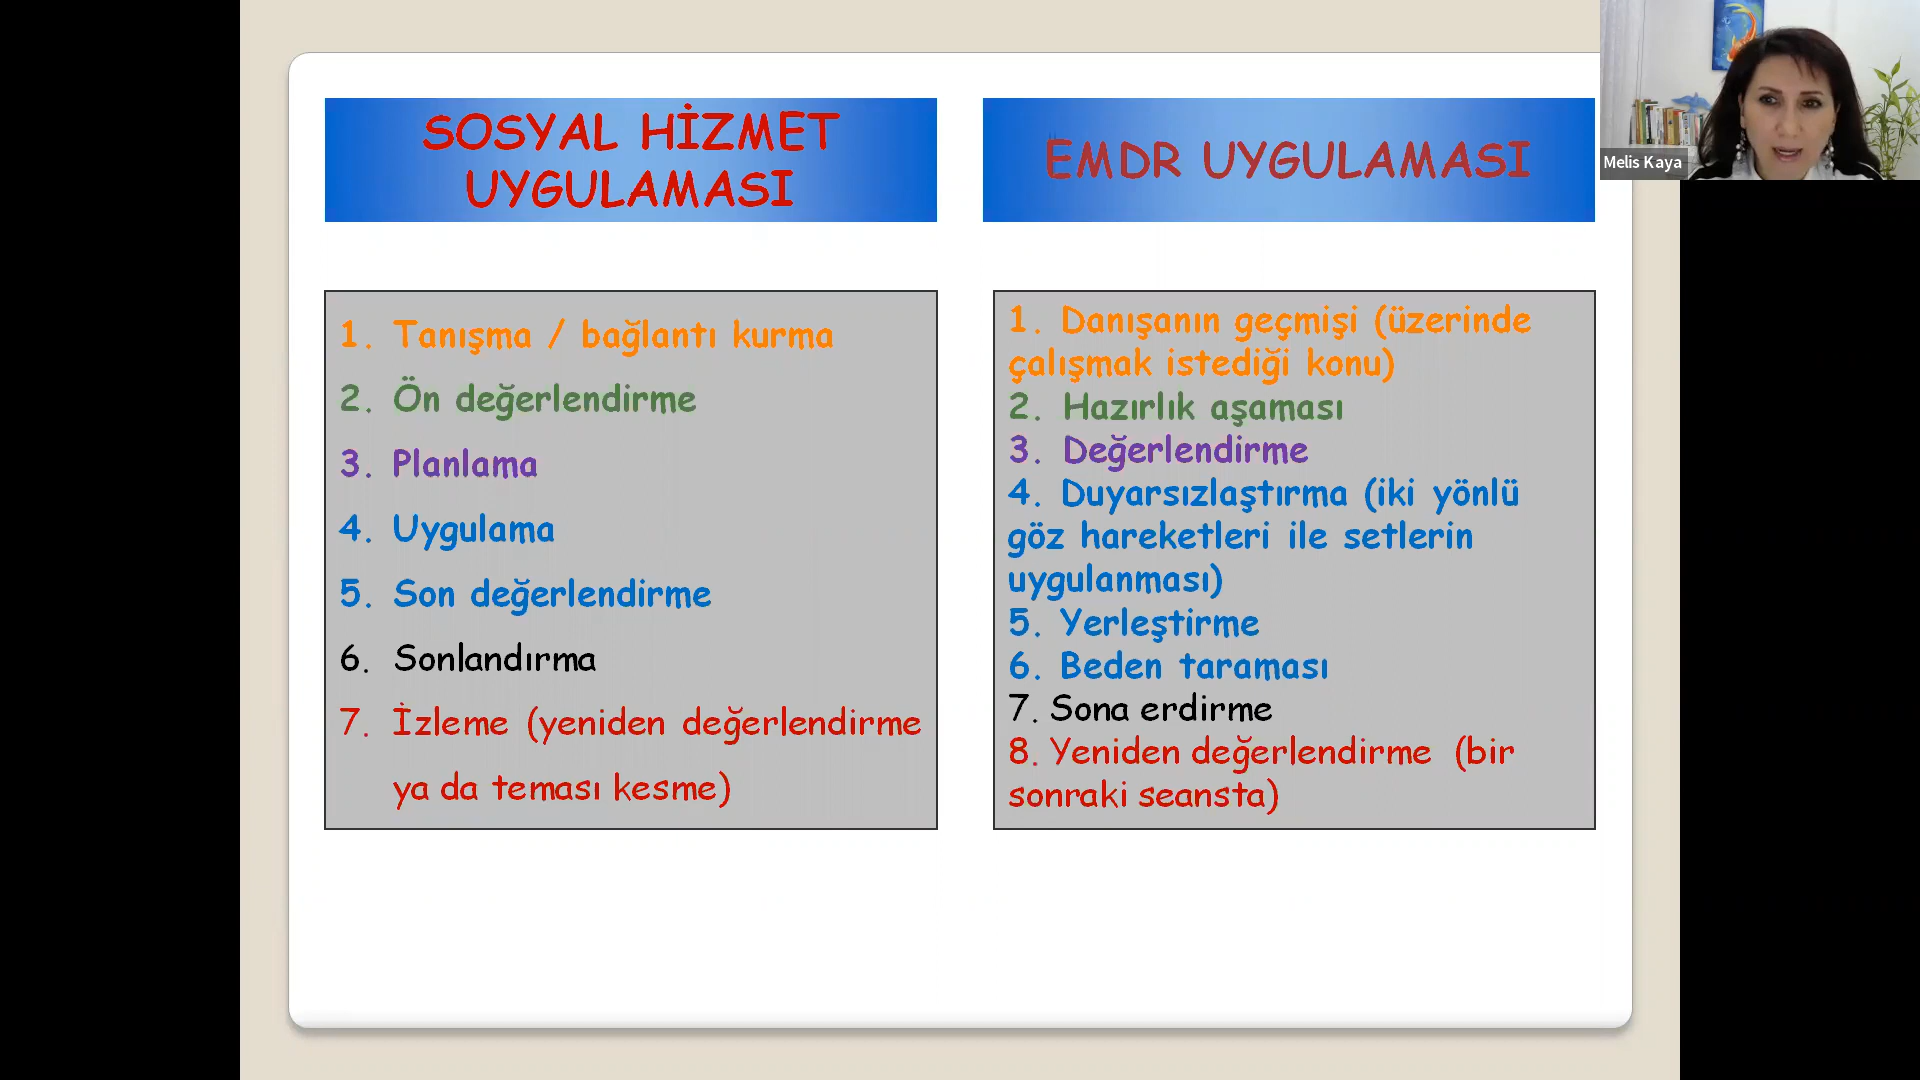 SOSYAL HİZMET
UYGULAMASI
1. Tanışma / bağlantı kurma
2. Ön değerlendirme
3. Planlama
4. Uygulama
5. Son değerlendirme
6. Sonlandırma
7. İzleme (yeniden değerlendirme
ya da teması kesme)
EMDR UYGULAMASI
1. Danışanın geçmişi (üzerinde
çalışmak istediği konu)
2. Hazırlık aşaması
3. Değerlendirme
4. Duyarsızlaştırma (iki yönlü
göz hareketleri ile setlerin
uygulanması)
5. Yerleştirme
6. Beden taraması
7. Sona erdirme
8. Yeniden değerlendirme (bir
sonraki seansta)
Melis Kaya